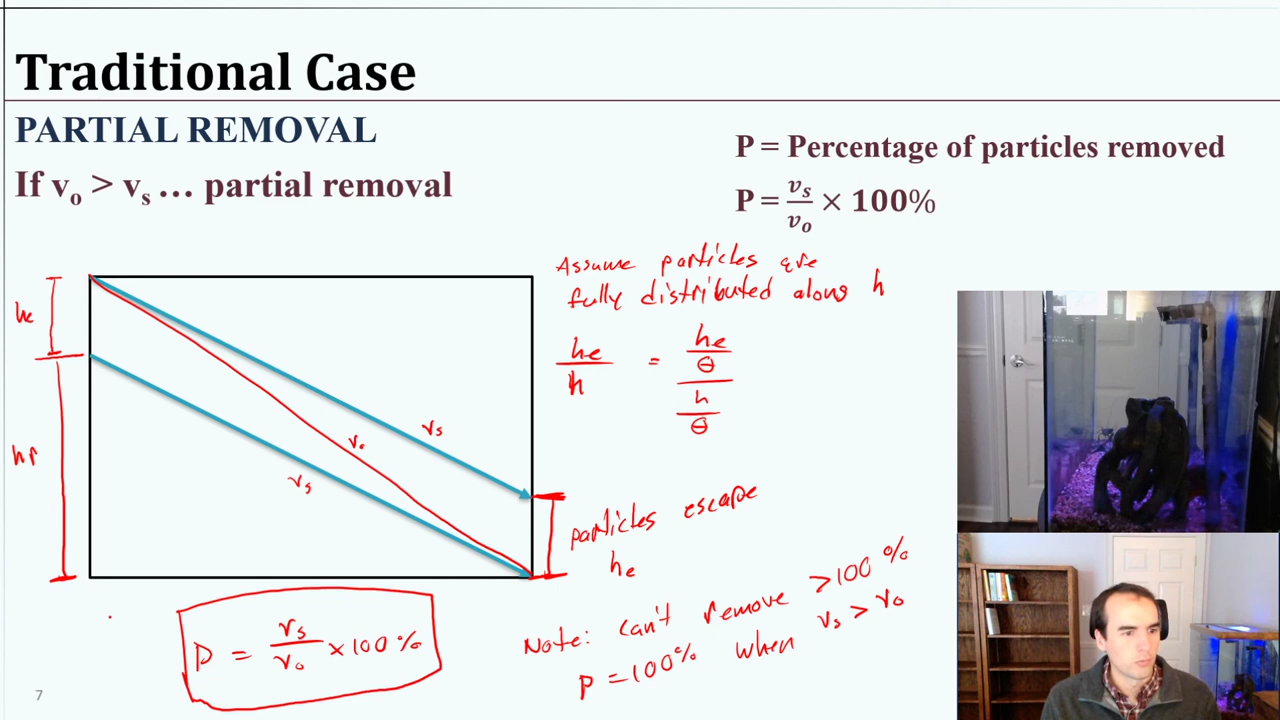 Traditional Case
PARTIAL REMOVAL
If vo > vs ... partial removal
P = Percentage of particles removed
P = vs/vo × 100%
Assume particles are
fully distributed along h
he/h = (he/θ)/(h/θ)
he
hr
vs
vo
vs
particles escape
he
P = vs/vo × 100%
Note: can't remove >100%
P = 100% when vs > vo
7